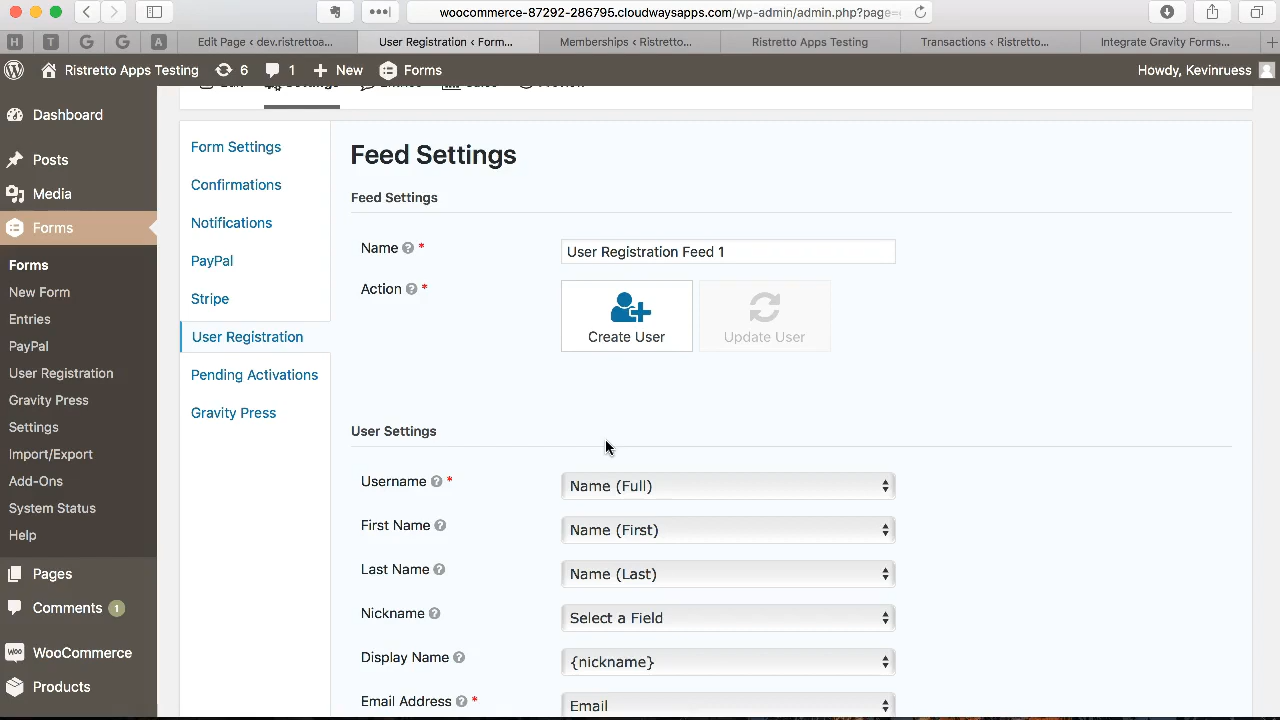 woocommerce-87292-286795.cloudwaysapps.com/wp-admin/admin.php?page=
H T G G A Edit Page < dev.ristrettoa... User Registration < Form... Memberships < Ristretto... Ristretto Apps Testing Transactions < Ristretto... Integrate Gravity Forms...
Ristretto Apps Testing 6 1 New Forms Howdy, Kevinruess
Dashboard
Posts
Media
Forms
Forms
New Form
Entries
PayPal
User Registration
Gravity Press
Settings
Import/Export
Add-Ons
System Status
Help
Pages
Comments 1
WooCommerce
Products
Form Settings
Confirmations
Notifications
PayPal
Stripe
User Registration
Pending Activations
Gravity Press
Feed Settings
Feed Settings
Name ? * User Registration Feed 1
Action ? *
Create User Update User
User Settings
Username ? * Name (Full)
First Name ? Name (First)
Last Name ? Name (Last)
Nickname ? Select a Field
Display Name ? {nickname}
Email Address ? * Email